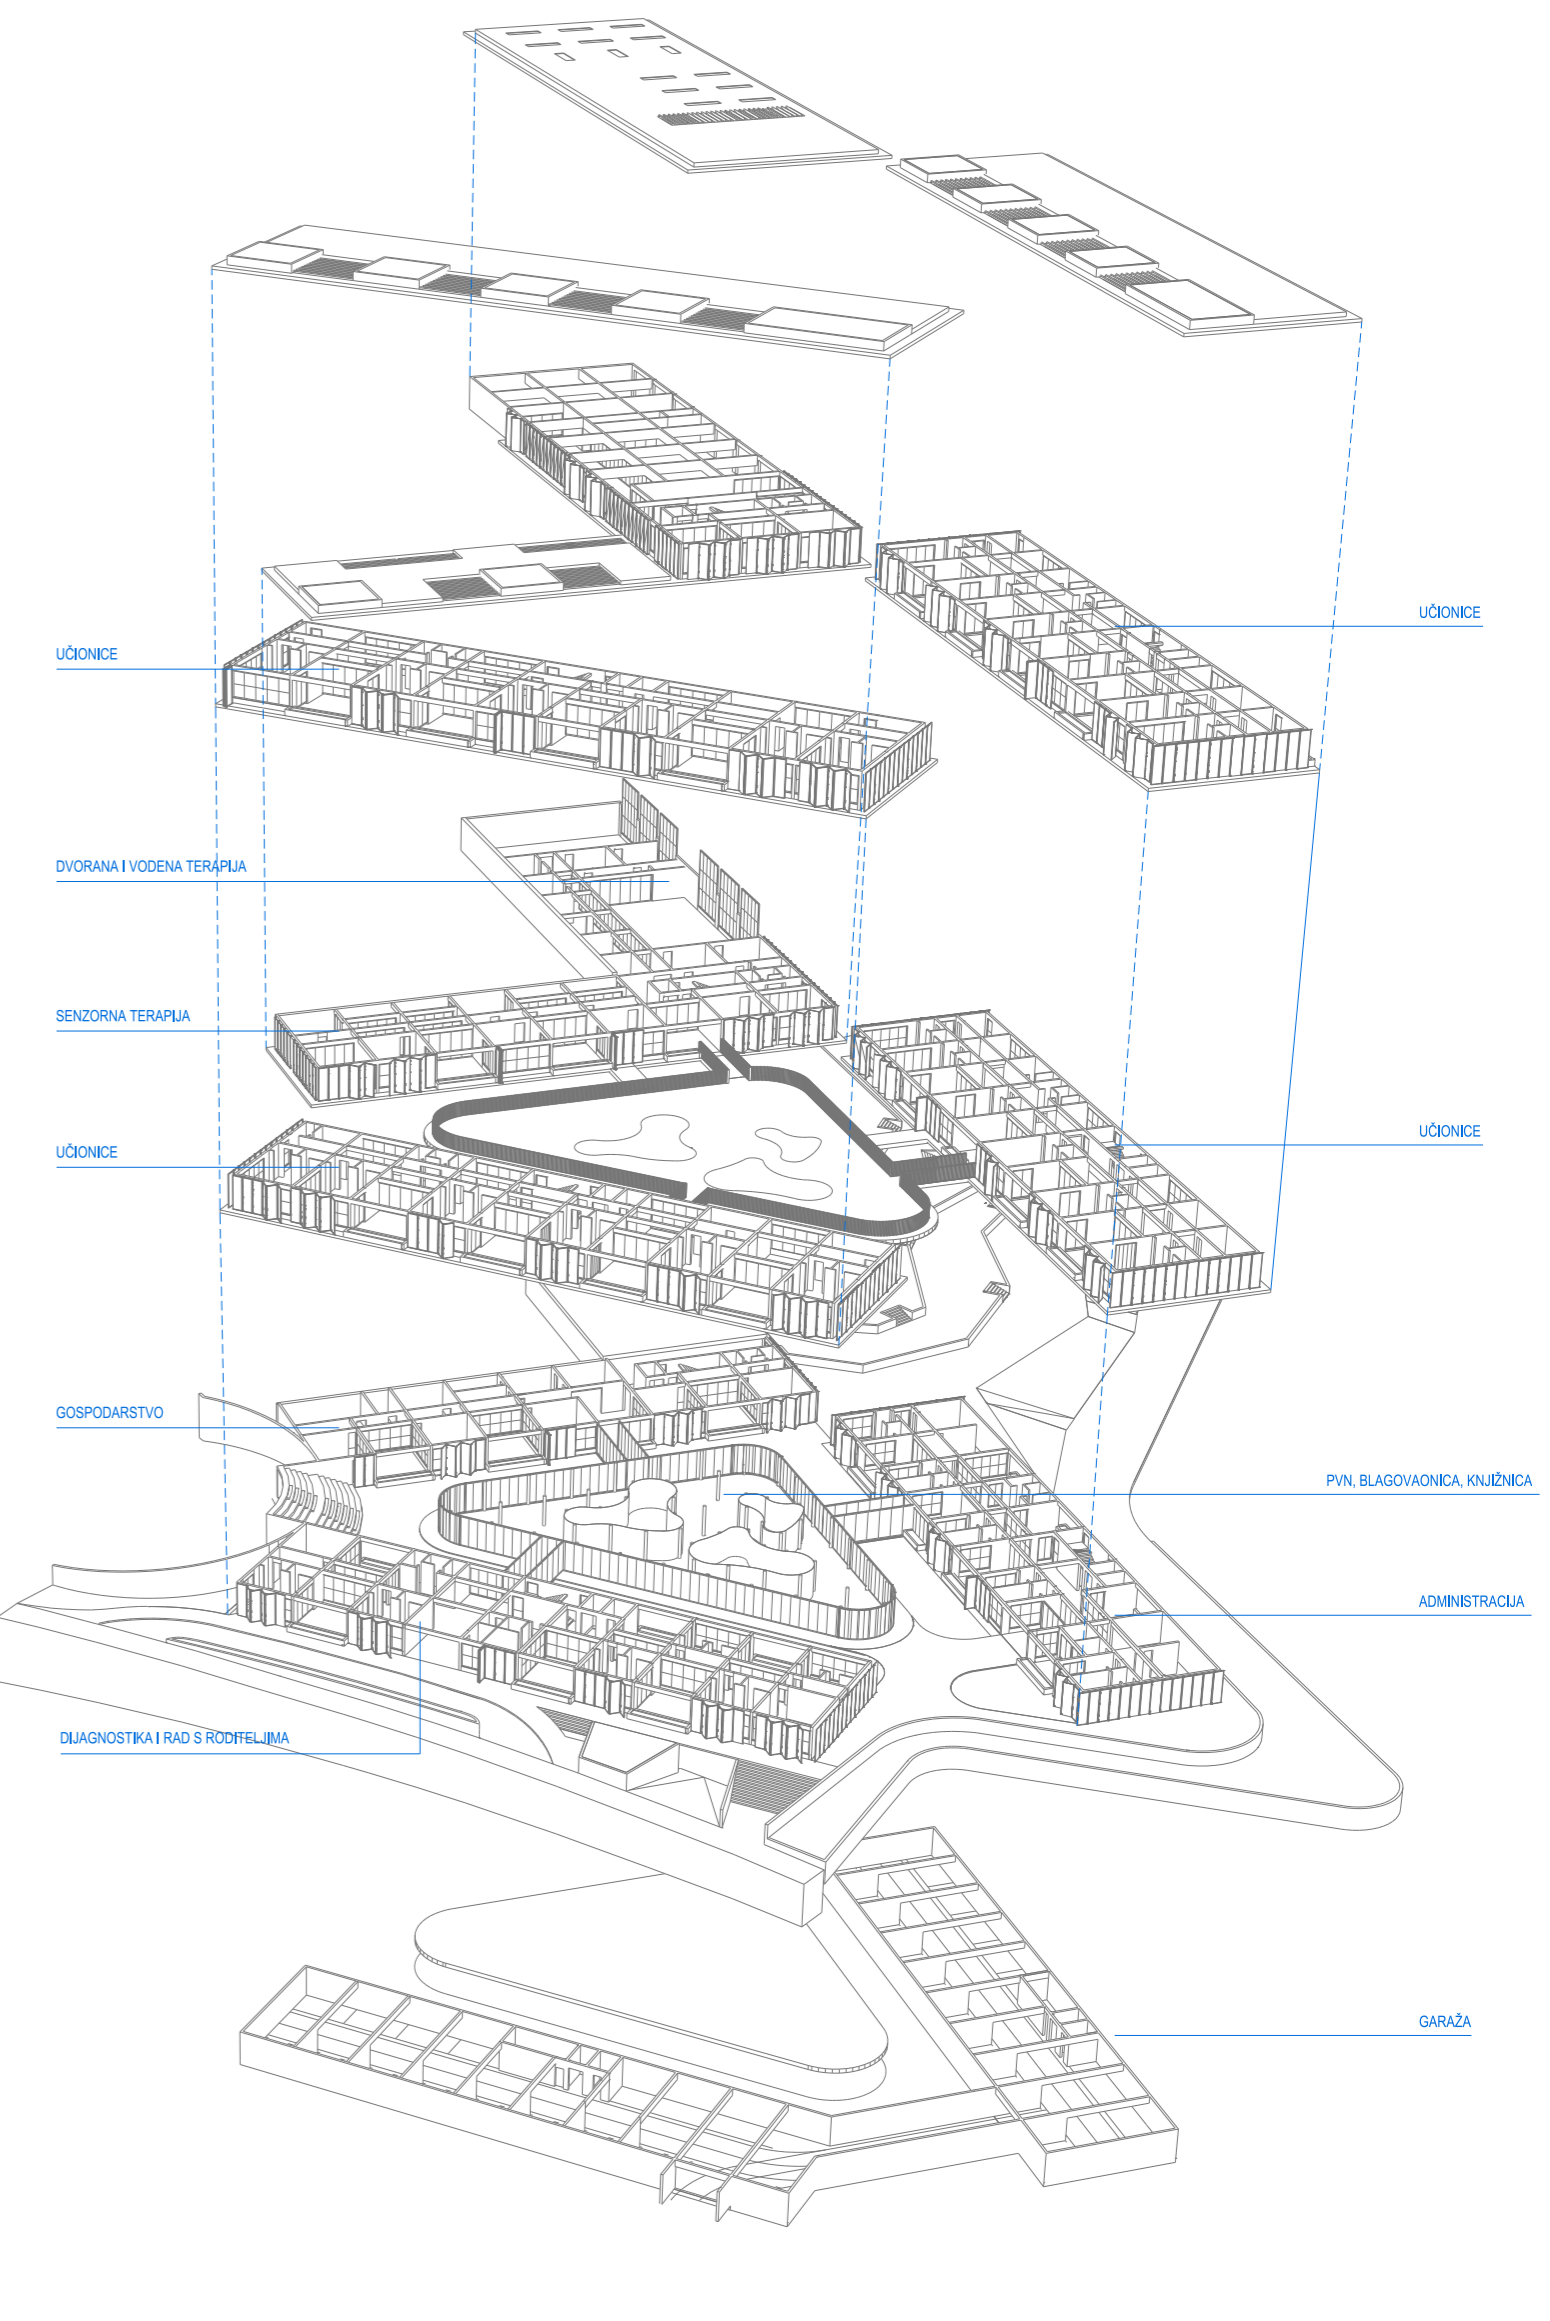 UČIONICE
UČIONICE
DVORANA I VODENA TERAPIJA
SENZORNA TERAPIJA
UČIONICE
UČIONICE
GOSPODARSTVO
PVN, BLAGOVAONICA, KNJIŽNICA
ADMINISTRACIJA
DIJAGNOSTIKA I RAD S RODITELJIMA
GARAŽA